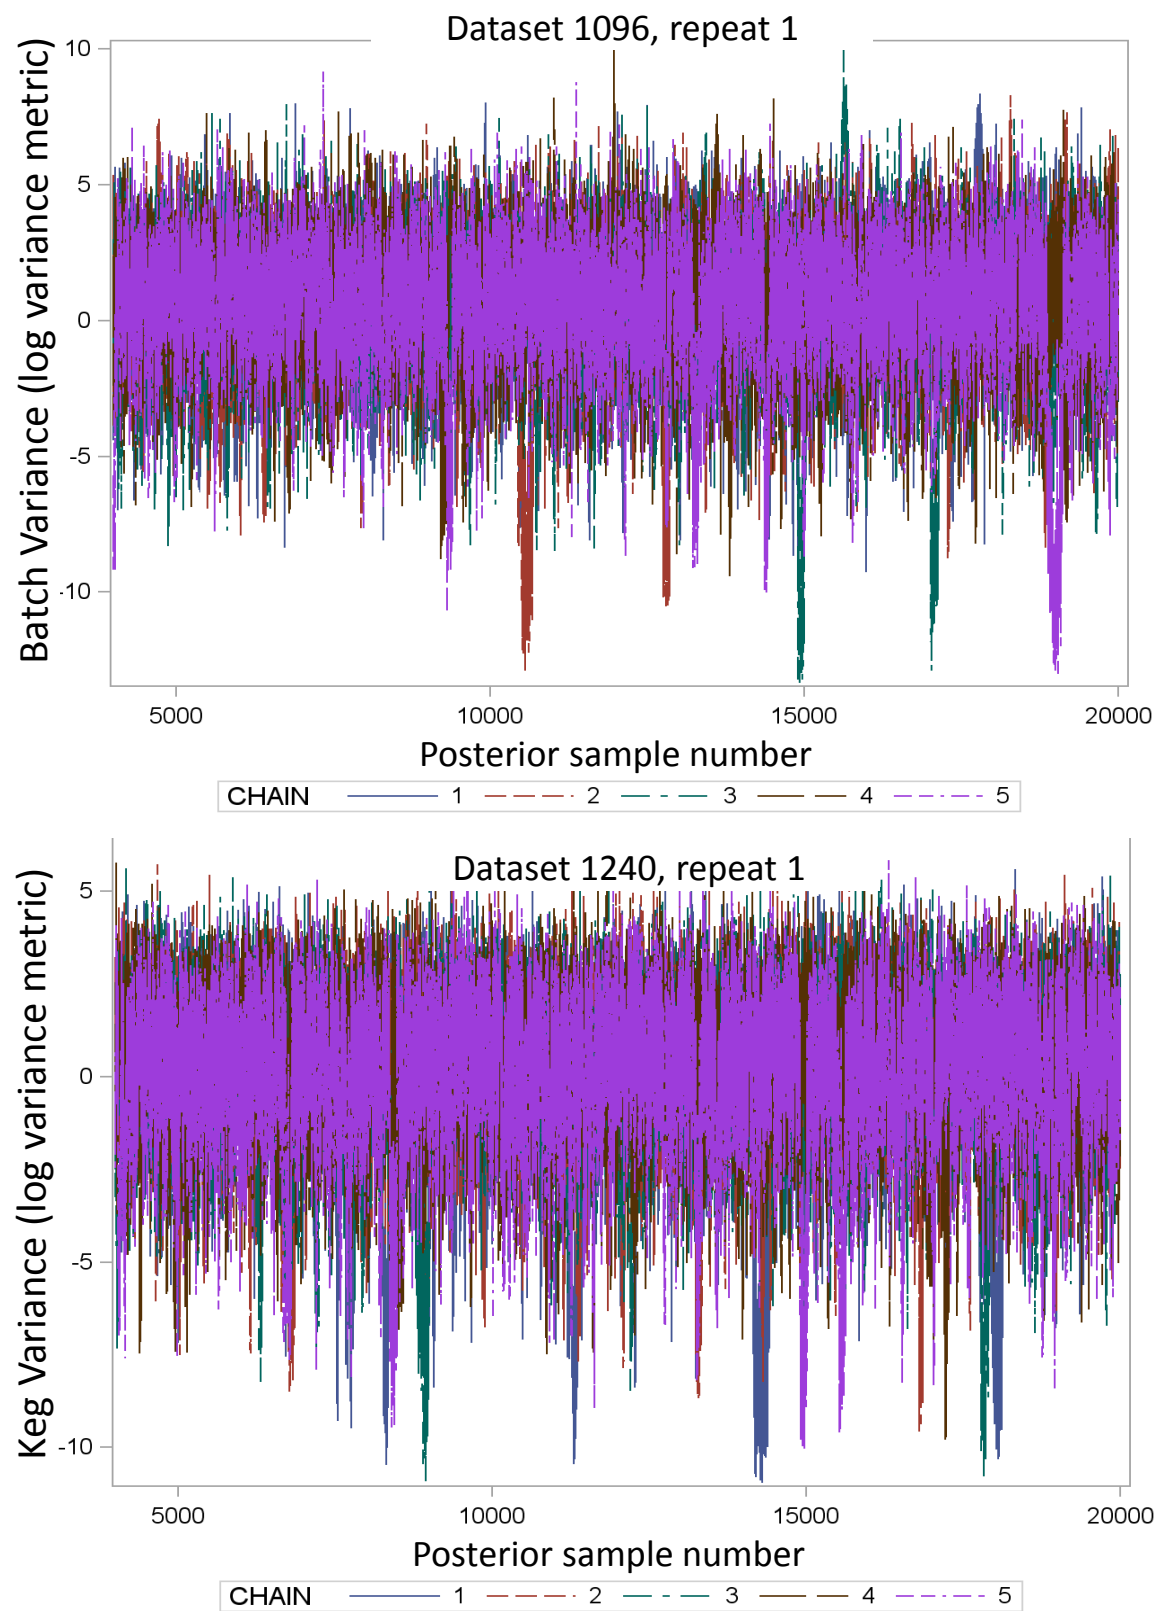 Dataset 1096, repeat 1
Batch Variance (log variance metric)
10
5
0
-5
-10
5000 10000 15000 20000
Posterior sample number
CHAIN 1 2 3 4 5
Dataset 1240, repeat 1
Keg Variance (log variance metric)
5
0
-5
-10
5000 10000 15000 20000
Posterior sample number
CHAIN 1 2 3 4 5